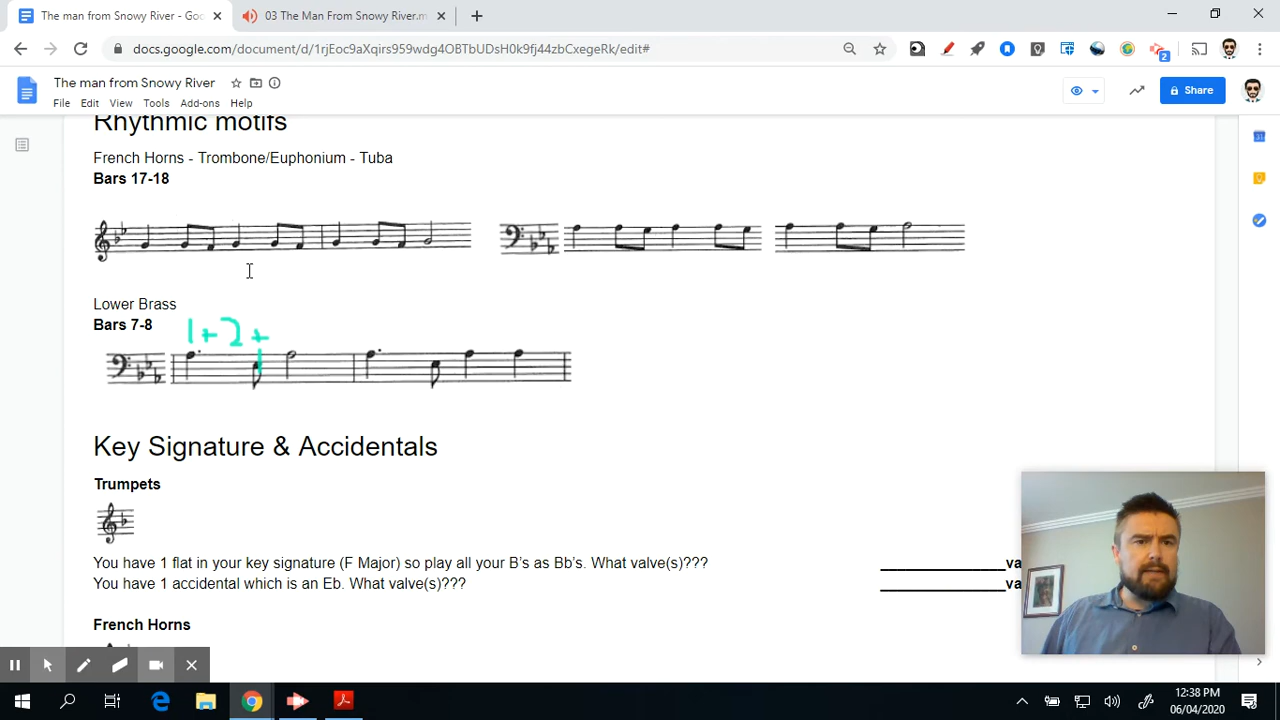 The man from Snowy River - Goo
03 The Man From Snowy River.m
docs.google.com/document/d/1rjEoc9aXqirs959wdg4OBTbUDsH0k9fj44zbCxegeRk/edit#
2
The man from Snowy River
File Edit View Tools Add-ons Help
Share
31
Rhythmic motifs
French Horns - Trombone/Euphonium - Tuba
Bars 17-18
Lower Brass
Bars 7-8
1+2+
Key Signature & Accidentals
Trumpets
You have 1 flat in your key signature (F Major) so play all your B's as Bb's. What valve(s)??? ______________va
You have 1 accidental which is an Eb. What valve(s)??? ______________va
French Horns
12:38 PM
06/04/2020